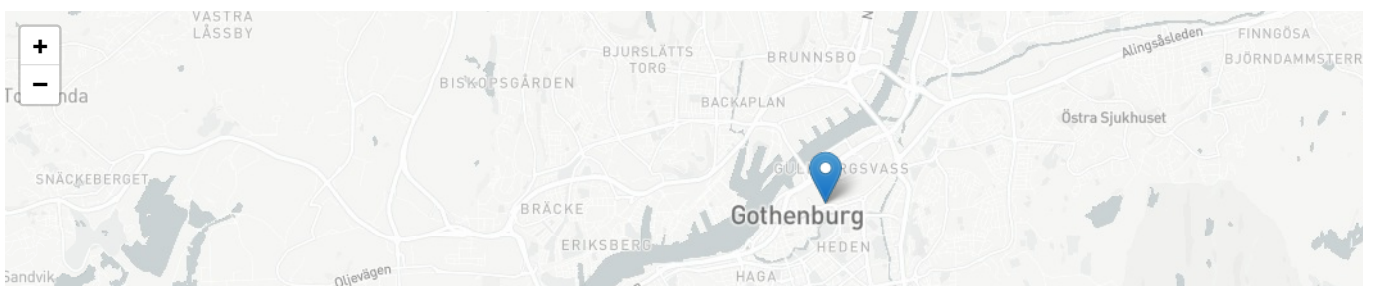 VÄSTRA
LÅSSBY
+
−
BJURSLÄTTS
TORG
BRUNNSBO
Alingsåsleden
FINNGÖSA
BJÖRNDAMMSTERR
BISKOPSGÅRDEN
BACKAPLAN
Östra Sjukhuset
SNÄCKEBERGET
BRÄCKE
Gothenburg
ERIKSBERG
HEDEN
Sandvik
Oljevägen
HAGA